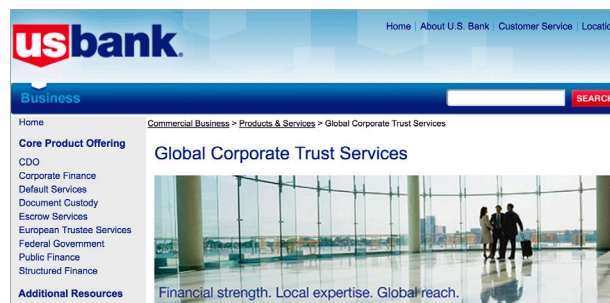 usbank.
Home | About U.S. Bank | Customer Service |
Business
SEARCH
Home
Commercial Business > Products & Services > Global Corporate Trust Services
Core Product Offering
Global Corporate Trust Services
CDO
Corporate Finance
Default Services
Document Custody
Escrow Services
European Trustee Services
Federal Government
Public Finance
Structured Finance
Financial strength. Local expertise. Global reach.
Additional Resources